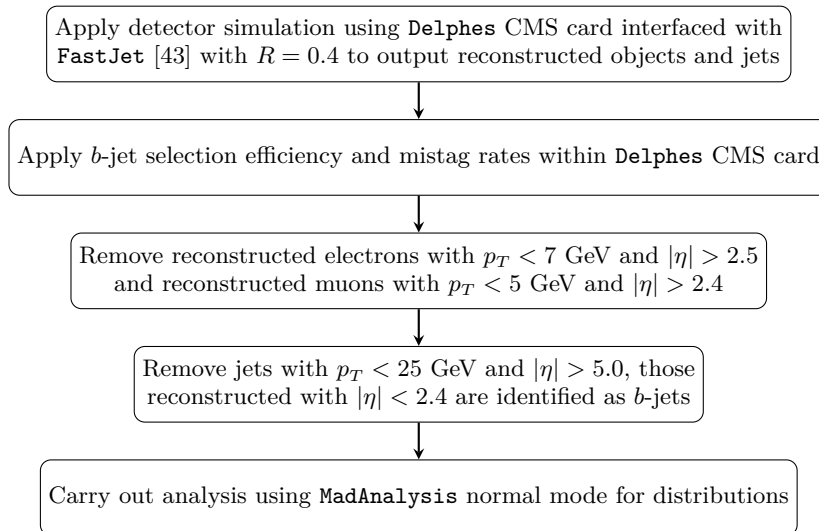 Apply detector simulation using Delphes CMS card interfaced with
FastJet [43] with R = 0.4 to output reconstructed objects and jets
Apply b-jet selection efficiency and mistag rates within Delphes CMS card
Remove reconstructed electrons with p_T < 7 GeV and |η| > 2.5
and reconstructed muons with p_T < 5 GeV and |η| > 2.4
Remove jets with p_T < 25 GeV and |η| > 5.0, those
reconstructed with |η| < 2.4 are identified as b-jets
Carry out analysis using MadAnalysis normal mode for distributions